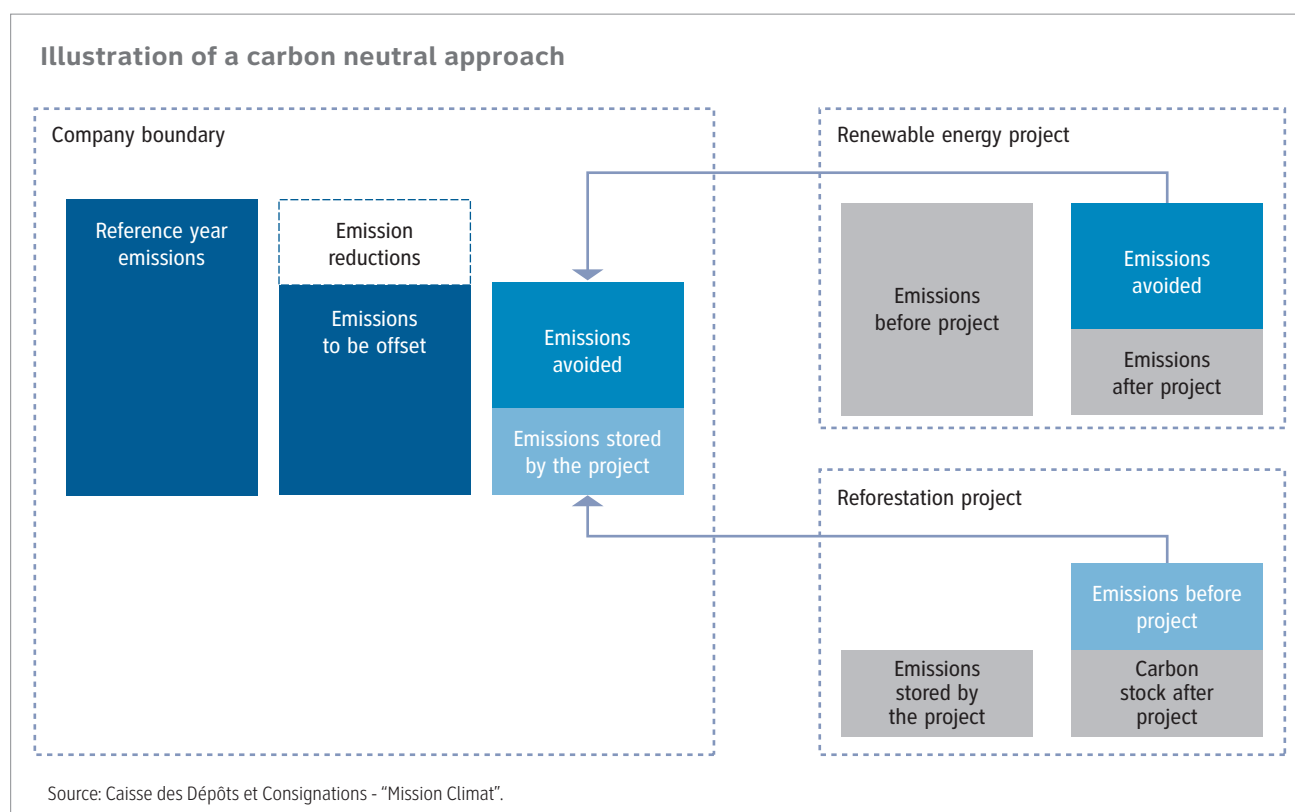 Illustration of a carbon neutral approach
Company boundary
Reference year
emissions
Emission
reductions
Emissions
to be offset
Emissions
avoided
Emissions stored
by the project
Renewable energy project
Emissions
before project
Emissions
avoided
Emissions
after project
Reforestation project
Emissions
stored by
the project
Emissions before
project
Carbon
stock after
project
Source: Caisse des Dépôts et Consignations - “Mission Climat”.